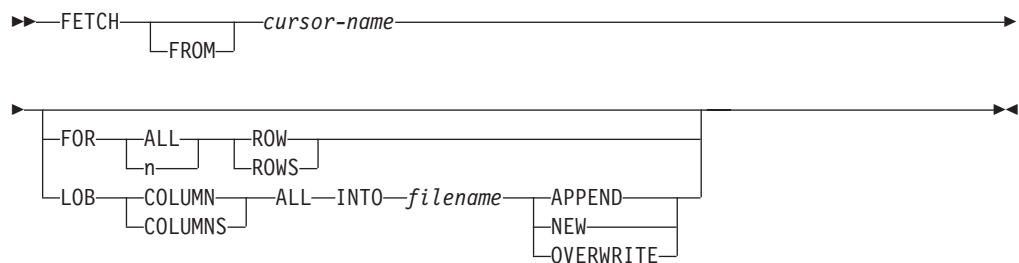 FETCH cursor-name
FROM
FOR ALL ROW
n ROWS
LOB COLUMN ALL INTO filename APPEND
COLUMNS NEW
OVERWRITE